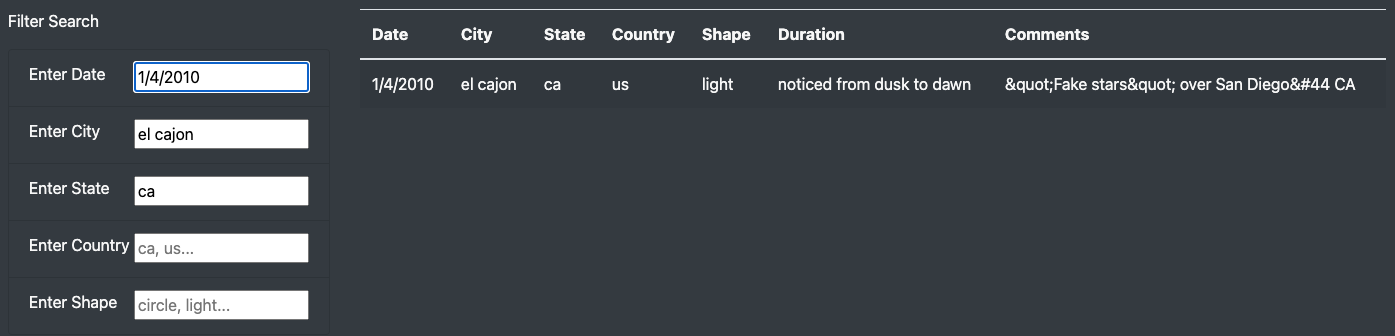 Filter Search
Enter Date 1/4/2010
Enter City el cajon
Enter State ca
Enter Country ca, us...
Enter Shape circle, light...
Date City State Country Shape Duration Comments
1/4/2010 el cajon ca us light noticed from dusk to dawn &quot;Fake stars&quot; over San Diego&#44 CA